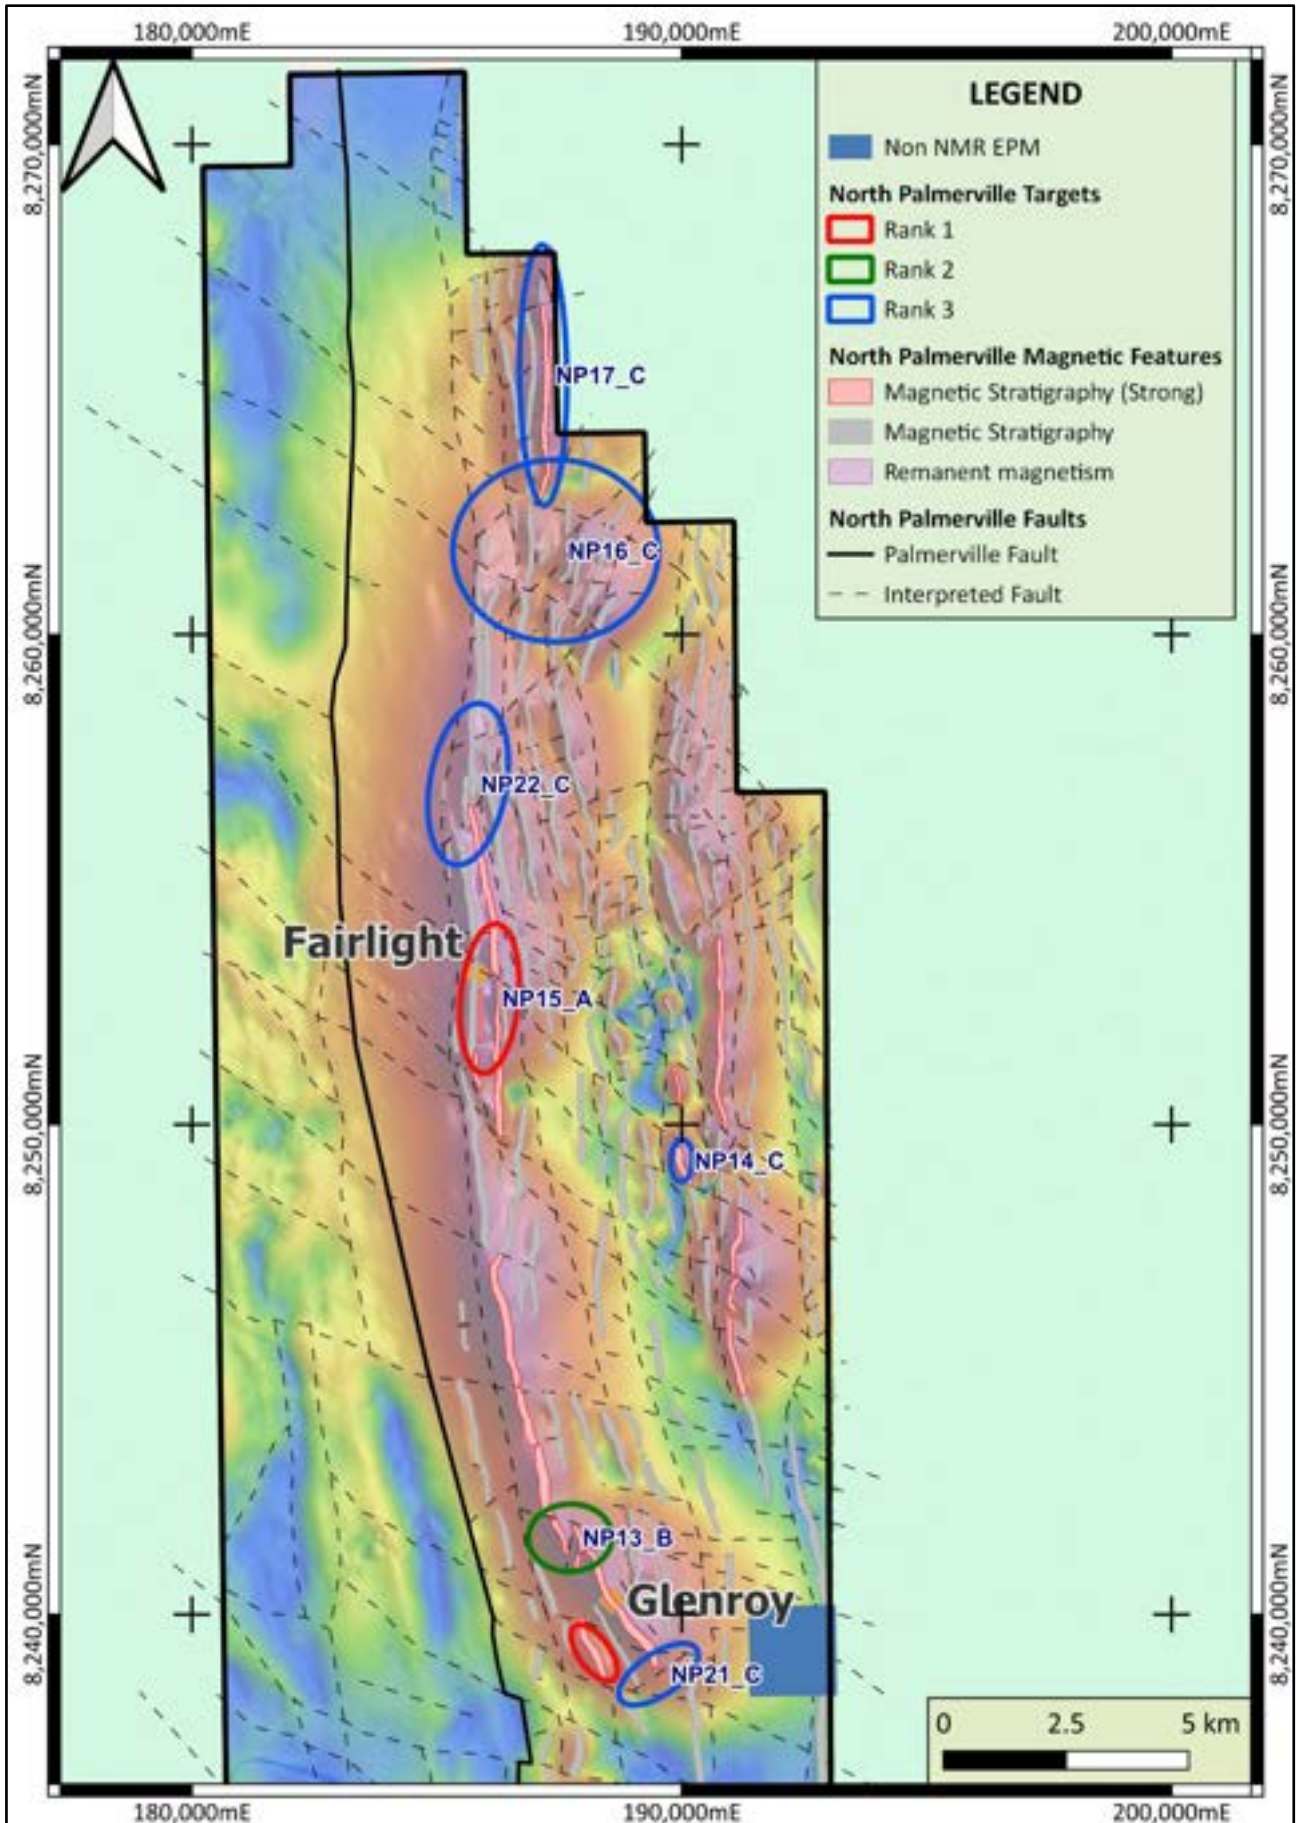 180,000mE 190,000mE 200,000mE
8,270,000mN
8,260,000mN
8,250,000mN
8,240,000mN
LEGEND
Non NMR EPM
North Palmerville Targets
Rank 1
Rank 2
Rank 3
North Palmerville Magnetic Features
Magnetic Stratigraphy (Strong)
Magnetic Stratigraphy
Remanent magnetism
North Palmerville Faults
Palmerville Fault
Interpreted Fault
NP17_C
NP16_C
NP22_C
Fairlight
NP15_A
NP14_C
NP13_B
Glenroy
NP21_C
8,270,000mN
8,260,000mN
8,250,000mN
8,240,000mN
0 2.5 5 km
180,000mE 190,000mE 200,000mE